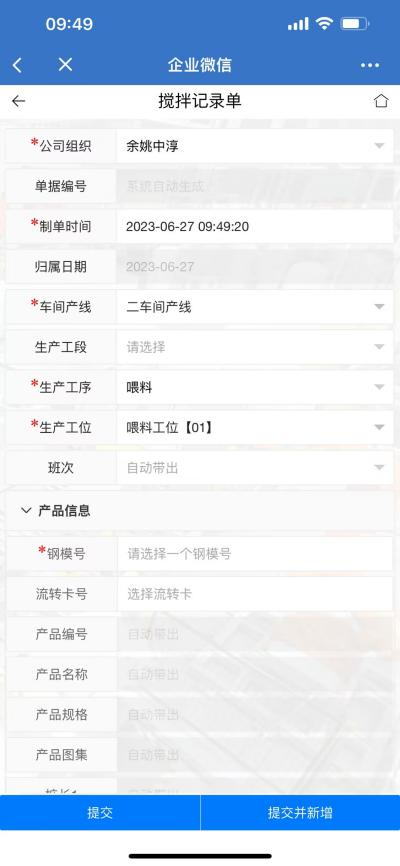 09:49
企业微信
搅拌记录单
*公司组织 余姚中淳
单据编号 系统自动生成
*制单时间 2023-06-27 09:49:20
归属日期 2023-06-27
*车间产线 二车间产线
生产工段 请选择
*生产工序 喂料
*生产工位 喂料工位【01】
班次 自动带出
产品信息
*钢模号 请选择一个钢模号
流转卡号 选择流转卡
产品编号 自动带出
产品名称 自动带出
产品规格 自动带出
产品图集 自动带出
提交 提交并新增